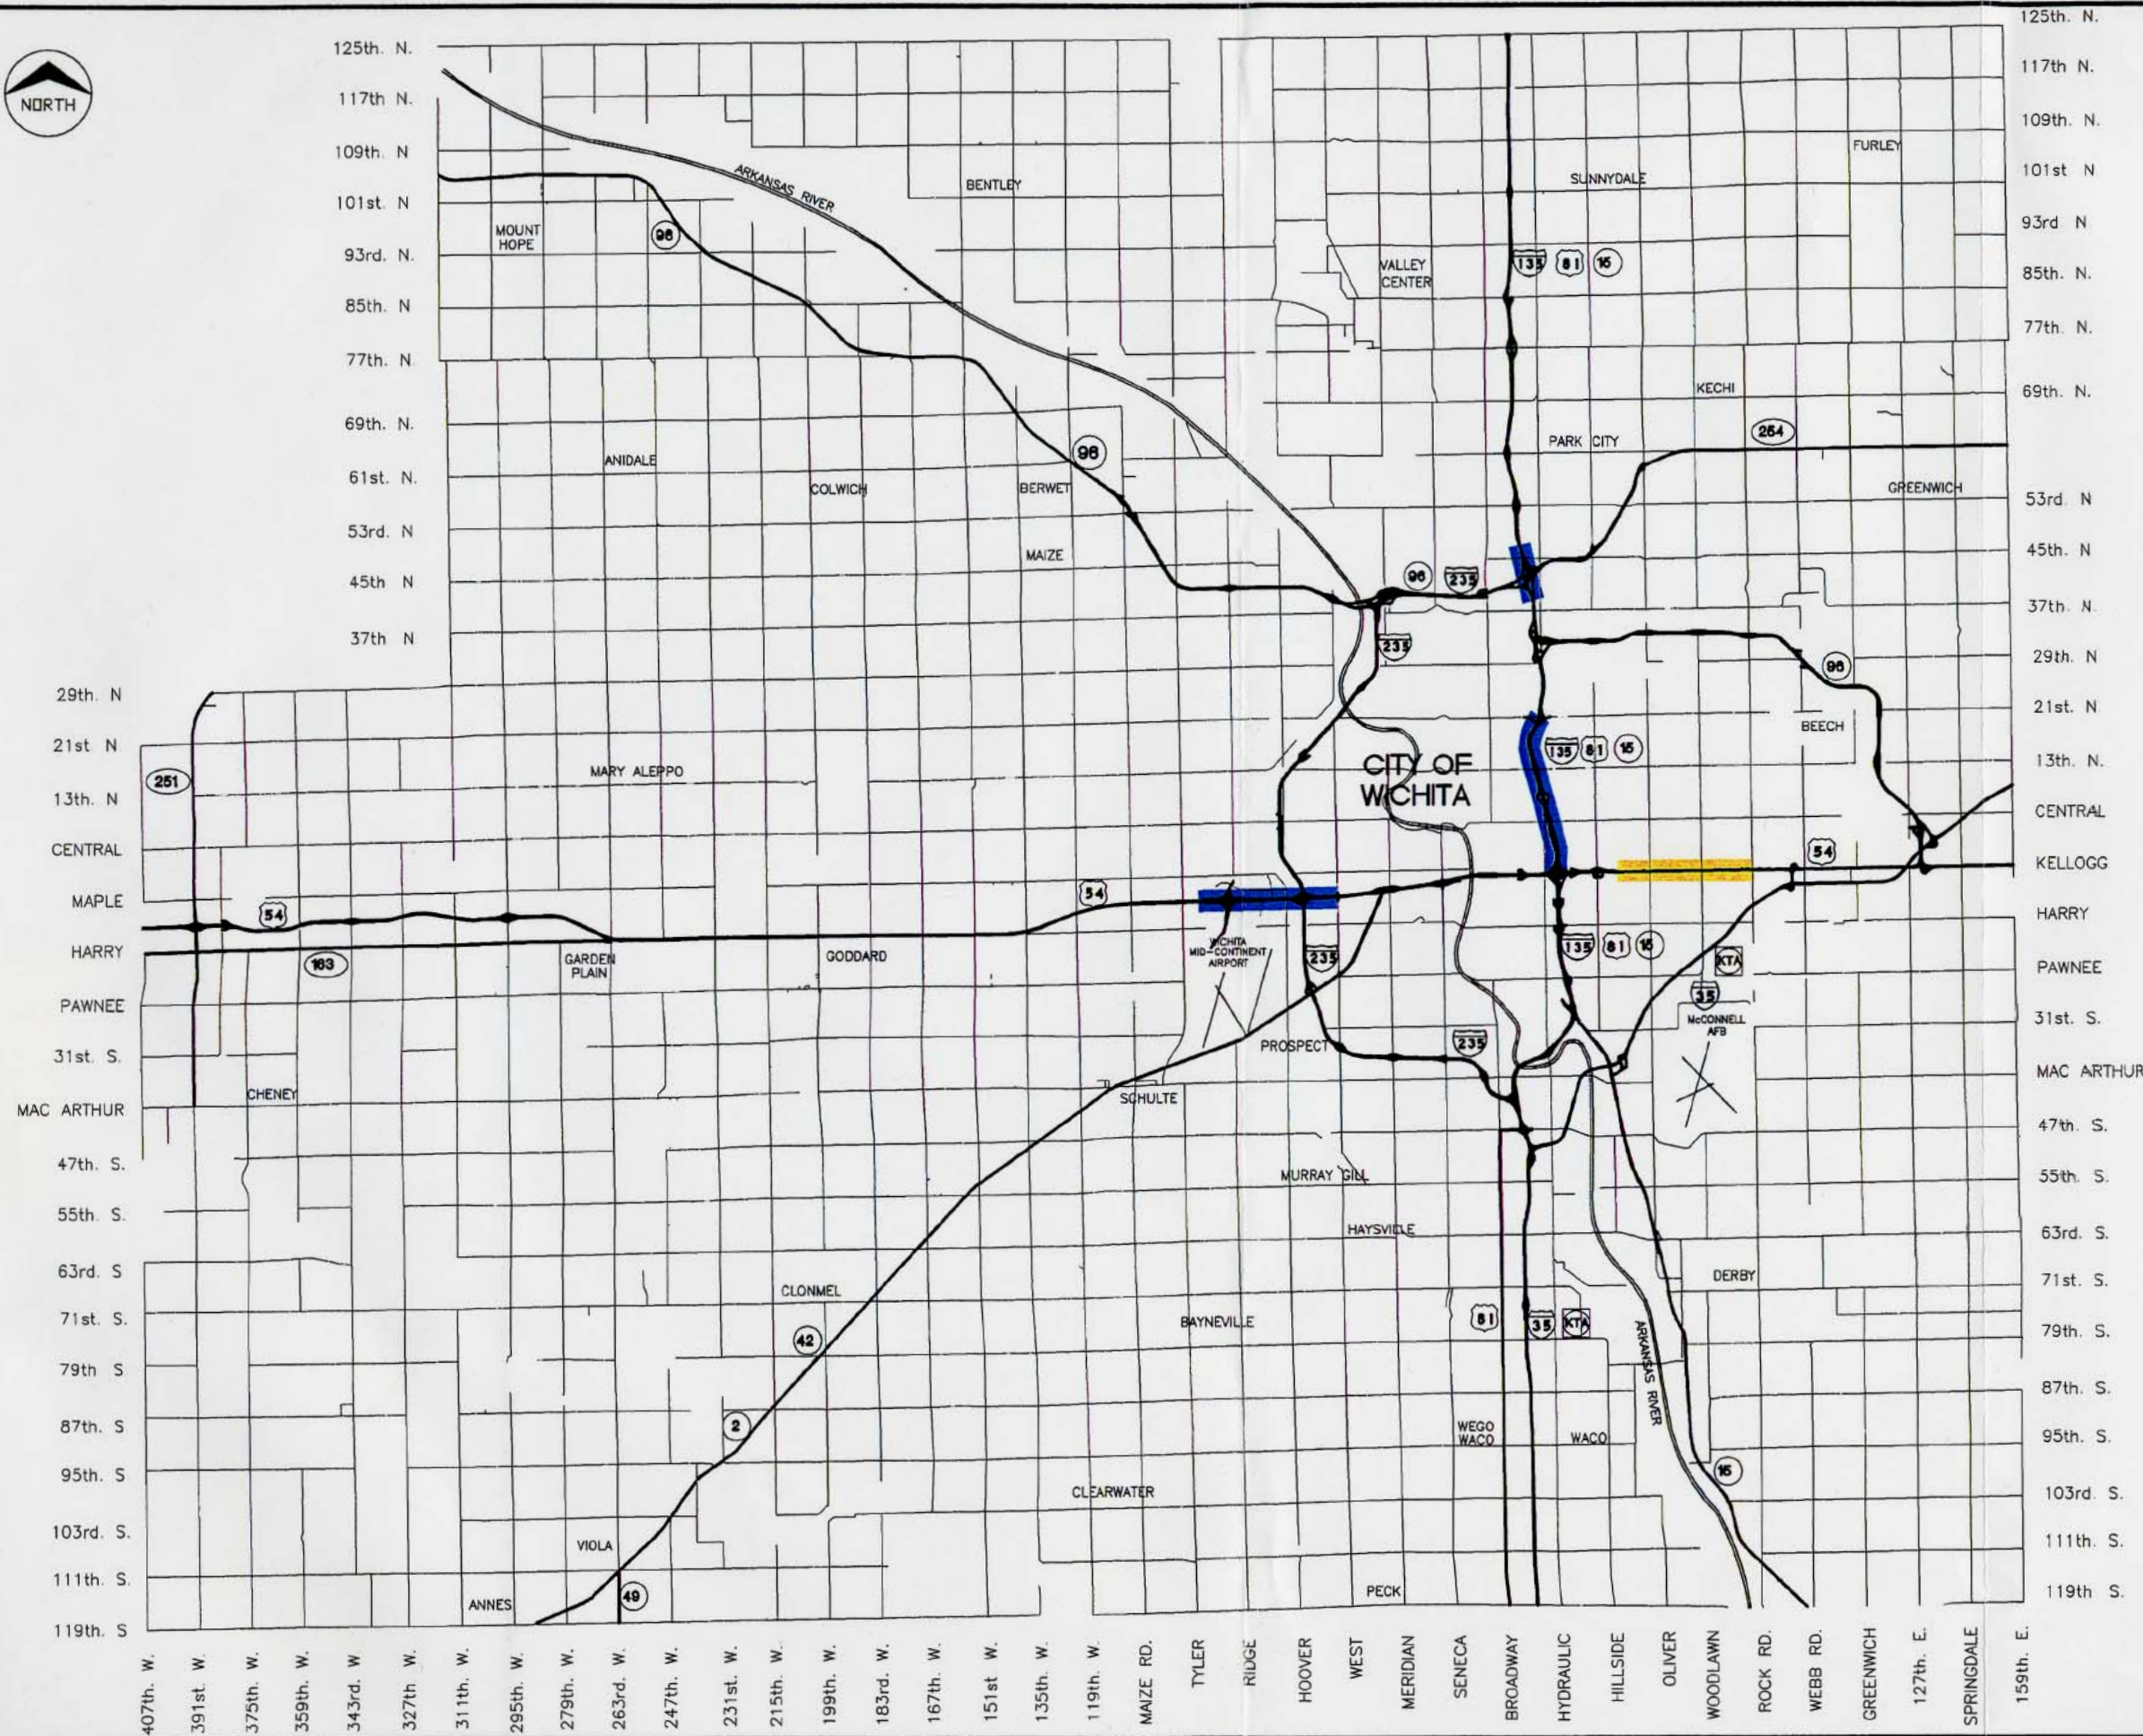 NORTH
125th. N.
117th N.
109th. N
101st. N
93rd. N.
85th. N
77th. N
69th. N.
61st. N.
53rd. N
45th N
37th N
29th. N
21st N
13th. N
CENTRAL
MAPLE
HARRY
PAWNEE
31st. S.
MAC ARTHUR
47th. S.
55th. S.
63rd. S
71st. S.
79th S
87th. S
95th. S
103rd. S.
111th. S.
119th. S
125th. N.
117th N.
109th. N.
101st N
93rd N
85th. N.
77th. N.
69th. N.
53rd. N
45th. N
37th. N.
29th. N
21st. N
13th. N.
CENTRAL
KELLOGG
HARRY
PAWNEE
31st. S.
MAC ARTHUR
47th. S.
55th. S.
63rd. S.
71st. S.
79th. S.
87th. S.
95th. S.
103rd. S.
111th. S.
119th S.
ARKANSAS RIVER
BENTLEY
SUNNYDALE
FURLEY
MOUNT
HOPE
96
VALLEY
CENTER
135 81 15
KECHI
PARK CITY
254
ANIDALE
COLWICH
BERWET
96
GREENWICH
MAIZE
96 235
235
96
BEECH
251
MARY ALEPPO
CITY OF
WICHITA
135 81 15
54
54
54
163
GARDEN
PLAIN
GODDARD
WICHITA
MID-CONTINENT
AIRPORT
235
135 81 15
KTA
35
McCONNELL
AFB
PROSPECT
235
CHENEY
SCHULTE
MURRAY GILL
HAYSVILLE
CLONMEL
DERBY
BAYNEVILLE
81
35 KTA
ARKANSAS RIVER
42
2
WEGO
WACO
WACO
15
CLEARWATER
VIOLA
ANNES
49
PECK
407th. W.
391st. W.
375th. W.
359th. W.
343rd. W
327th W.
311th. W.
295th. W.
279th. W.
263rd. W.
247th. W.
231st. W.
215th. W.
199th. W.
183rd. W.
167th. W.
151st W.
135th. W.
119th. W.
MAIZE RD.
TYLER
RIDGE
HOOVER
WEST
MERIDIAN
SENECA
BROADWAY
HYDRAULIC
HILLSIDE
OLIVER
WOODLAWN
ROCK RD.
WEBB RD.
GREENWICH
127th. E.
SPRINGDALE
159th. E.